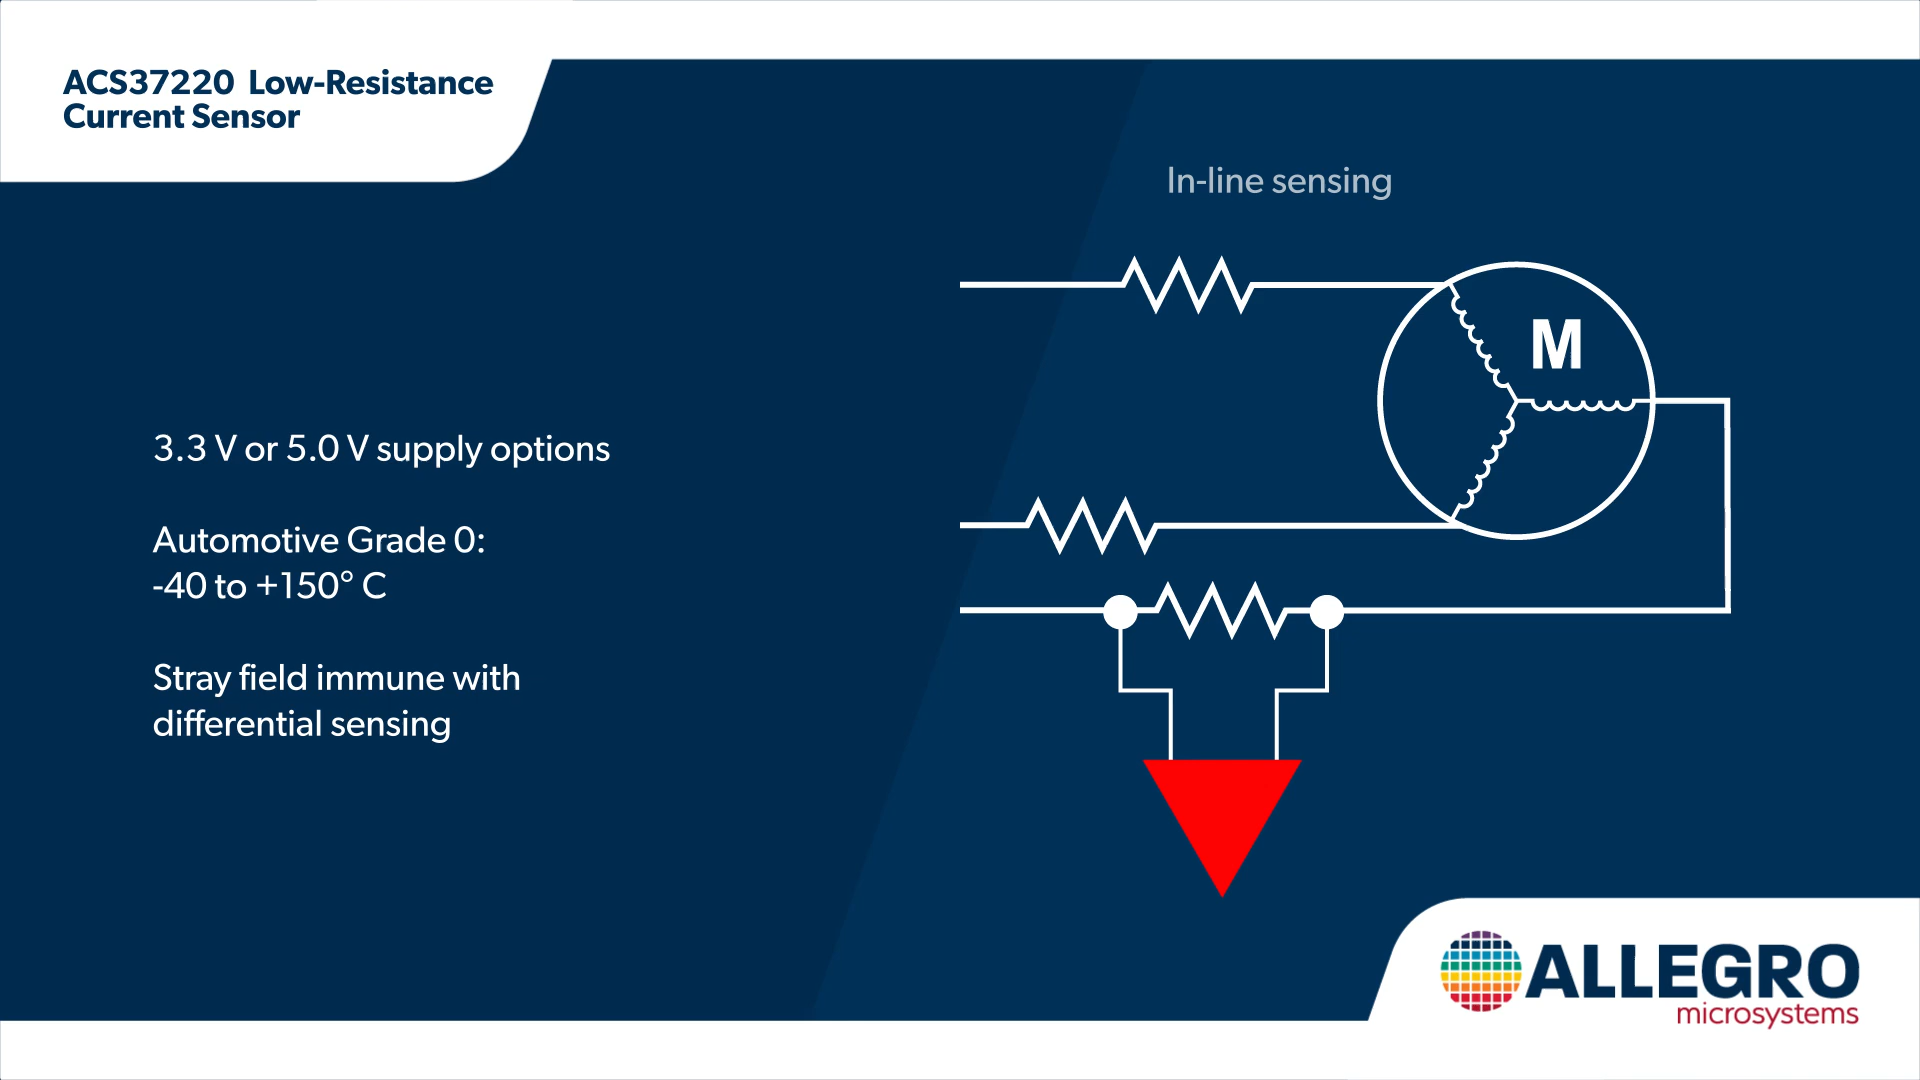 ACS37220 Low-Resistance
Current Sensor
In-line sensing
M
3.3 V or 5.0 V supply options
Automotive Grade 0:
-40 to +150° C
Stray field immune with
differential sensing
ALLEGRO
microsystems